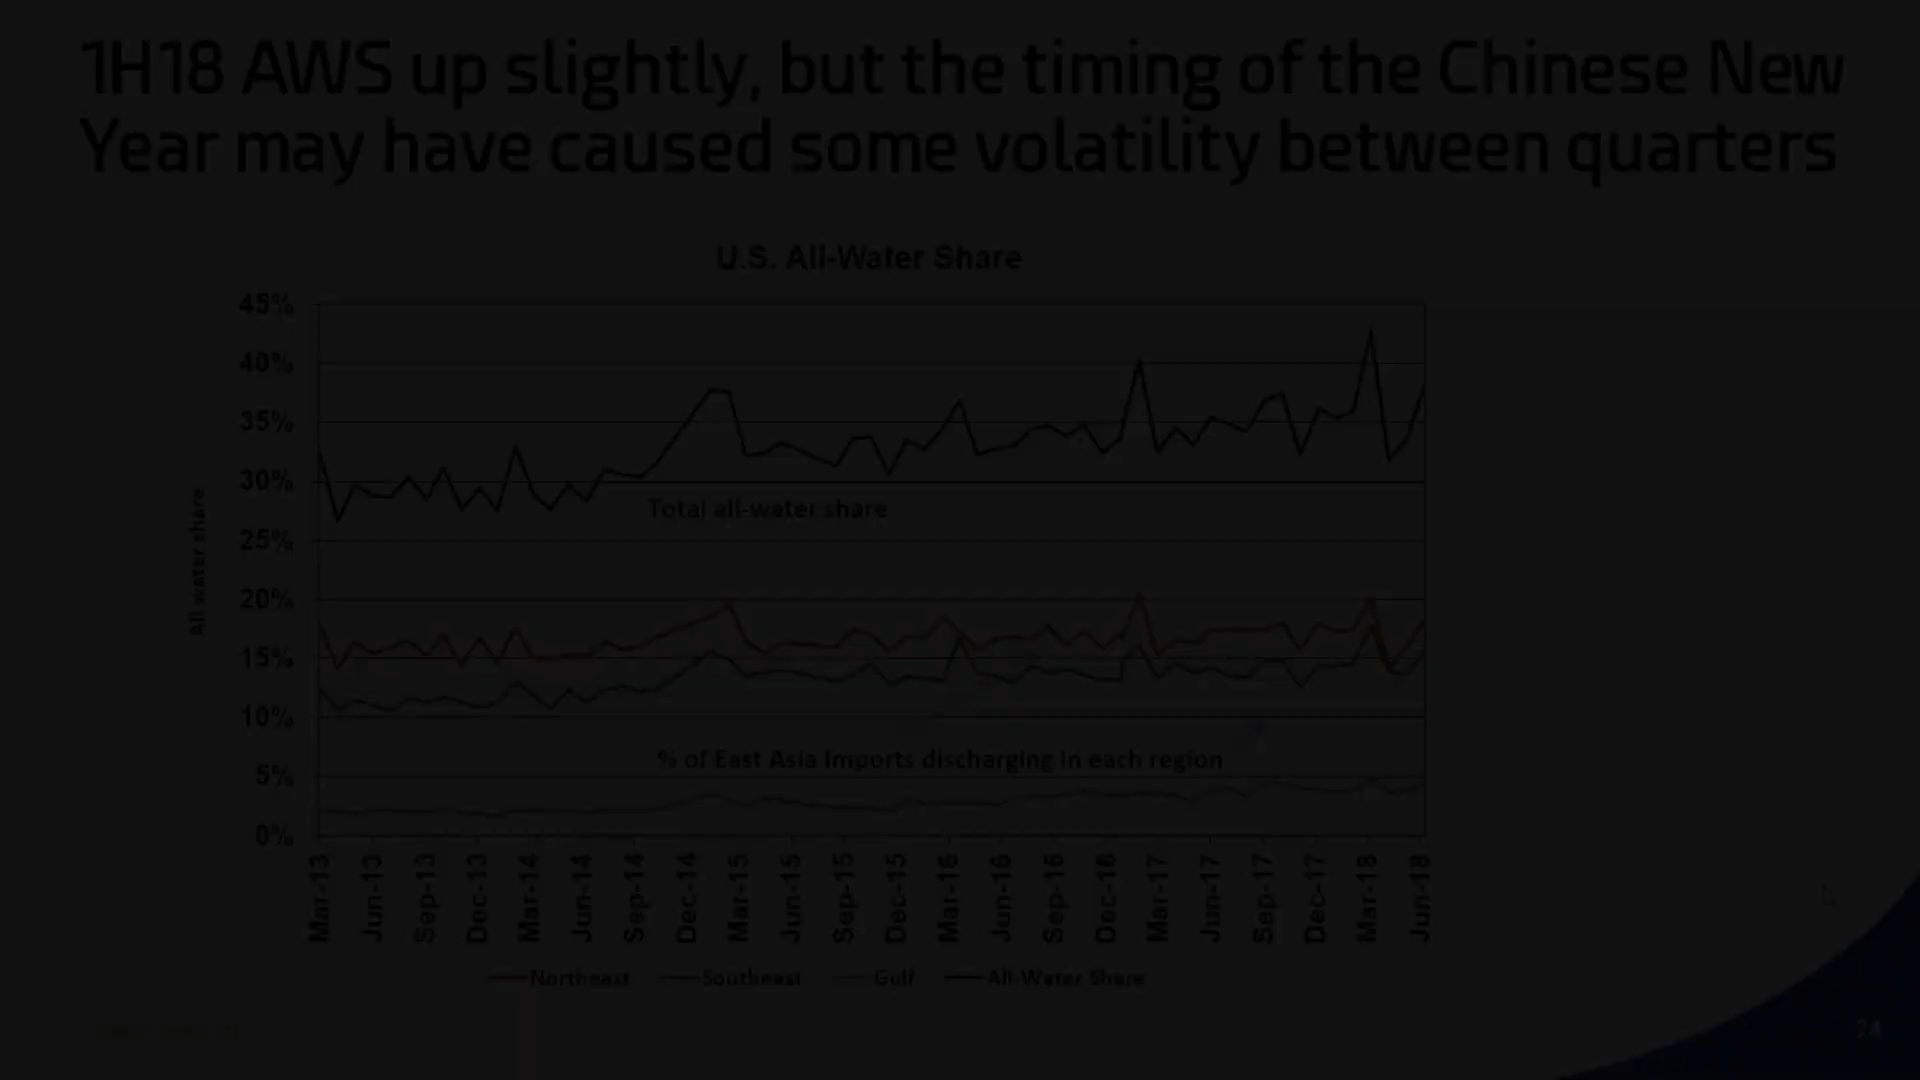 1H18 AWS up slightly, but the timing of the Chinese New
Year may have caused some volatility between quarters
U.S. All-Water Share
45%
40%
35%
30%
25%
20%
15%
10%
5%
0%
All water share
Total all-water share
% of East Asia Imports discharging in each region
Mar-13
Jun-13
Sep-13
Dec-13
Mar-14
Jun-14
Sep-14
Dec-14
Mar-15
Jun-15
Sep-15
Dec-15
Mar-16
Jun-16
Sep-16
Dec-16
Mar-17
Jun-17
Sep-17
Dec-17
Mar-18
Jun-18
Northeast
Southeast
Gulf
All-Water Share
24